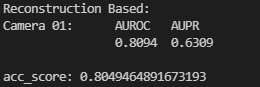 Reconstruction Based:
Camera 01: AUROC AUPR
0.8094 0.6309
acc_score: 0.8049464891673193